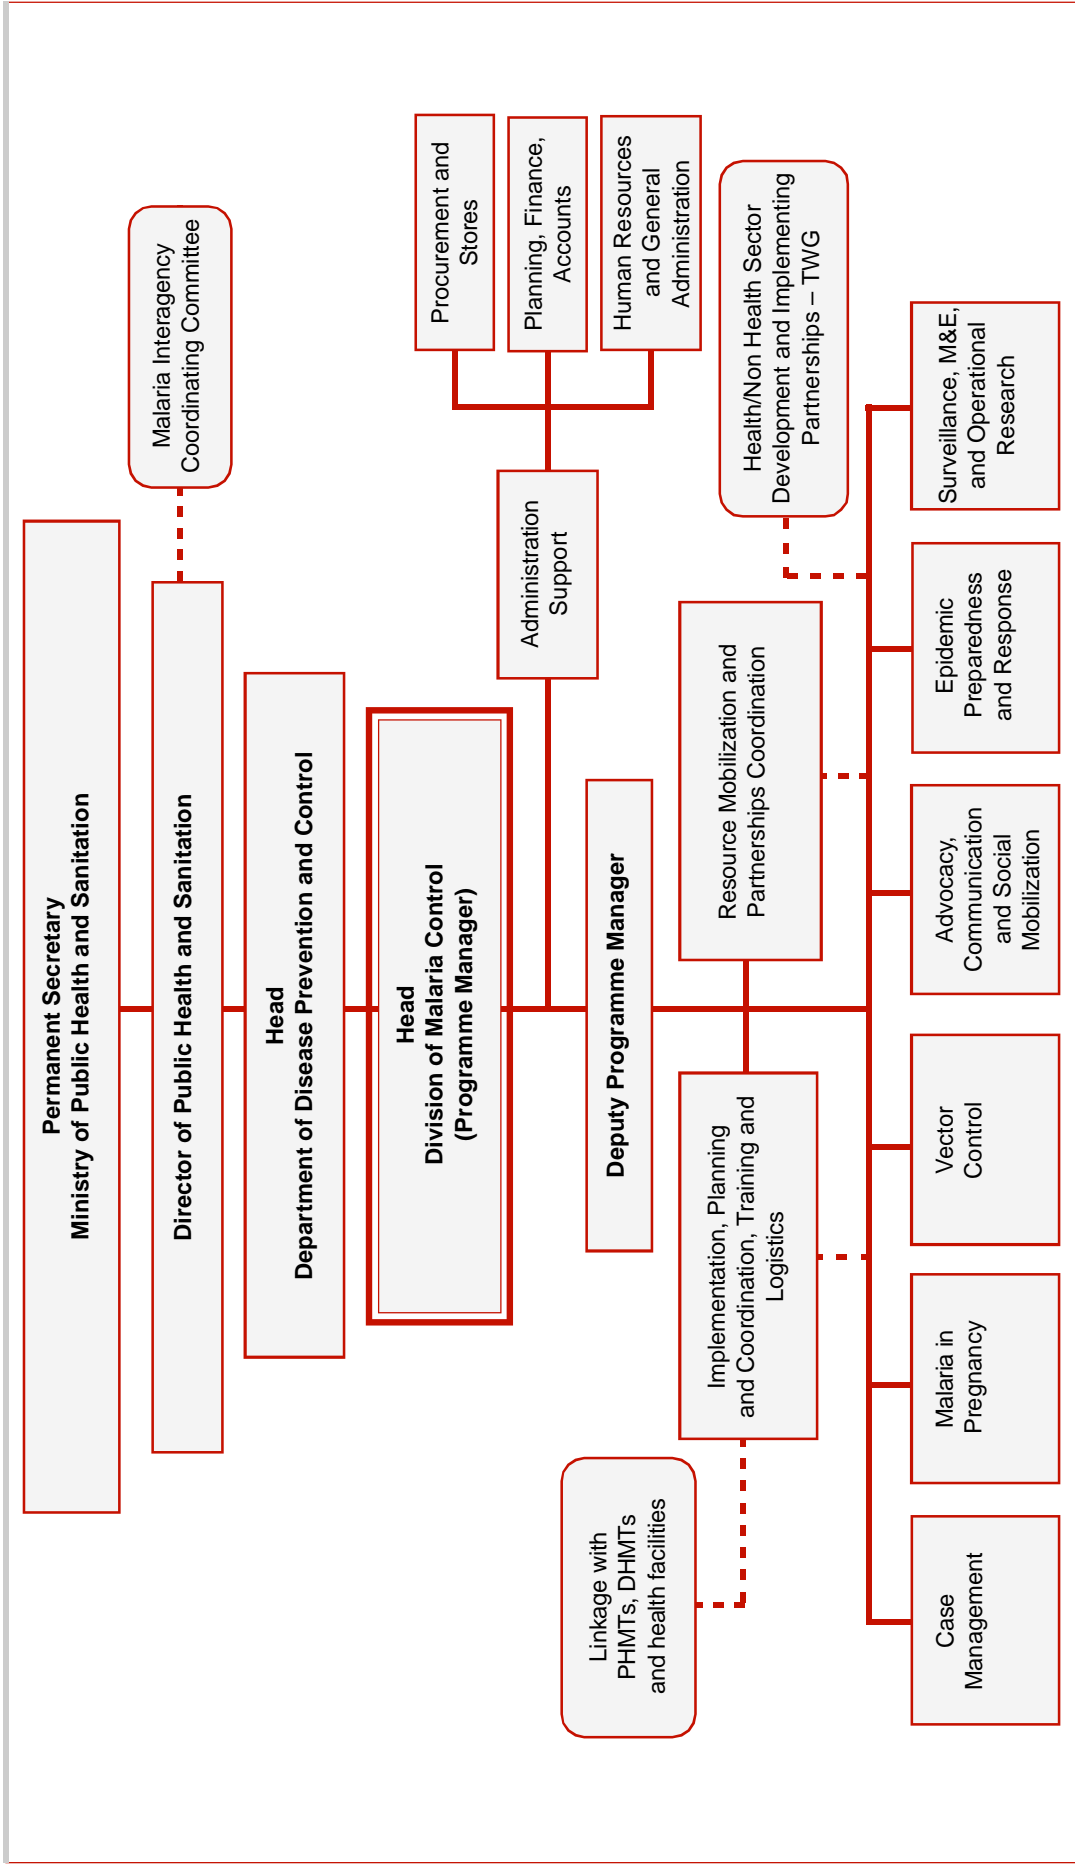 Permanent Secretary
Ministry of Public Health and Sanitation
Malaria Interagency
Coordinating Committee
Director of Public Health and Sanitation
Head
Department of Disease Prevention and Control
Head
Division of Malaria Control
(Programme Manager)
Procurement and
Stores
Planning, Finance,
Accounts
Human Resources
and General
Administration
Administration
Support
Deputy Programme Manager
Linkage with
PHMTs, DHMTs
and health facilities
Implementation, Planning
and Coordination, Training and
Logistics
Resource Mobilization and
Partnerships Coordination
Health/Non Health Sector
Development and Implementing
Partnerships – TWG
Case
Management
Malaria in
Pregnancy
Vector
Control
Advocacy,
Communication
and Social
Mobilization
Epidemic
Preparedness
and Response
Surveillance, M&E,
and Operational
Research